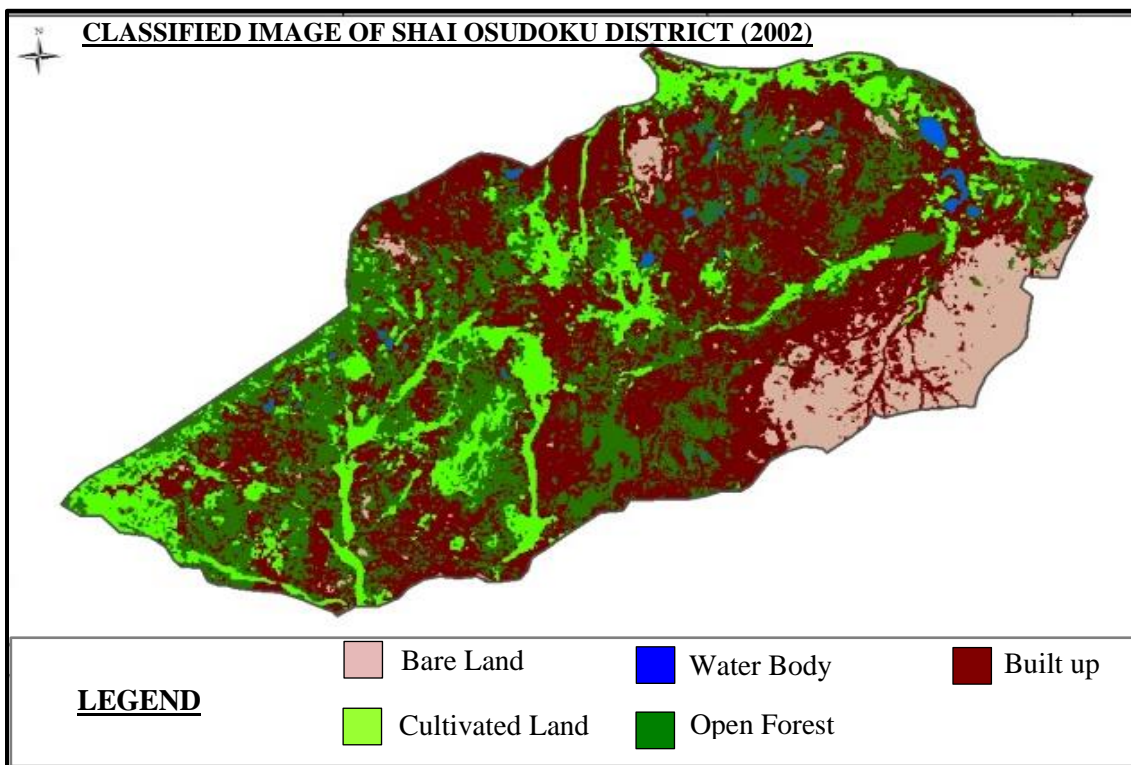 N
CLASSIFIED IMAGE OF SHAI OSUDOKU DISTRICT (2002)
LEGEND
Bare Land
Water Body
Built up
Cultivated Land
Open Forest